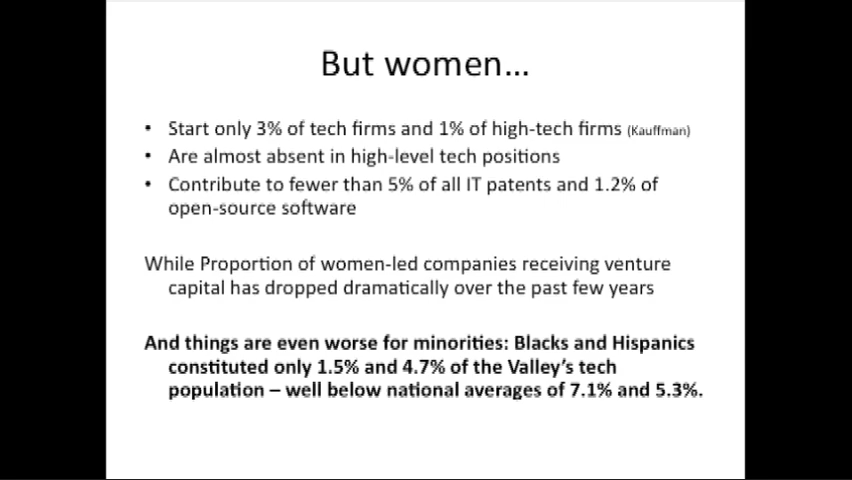 But women…
• Start only 3% of tech firms and 1% of high-tech firms (Kauffman)
• Are almost absent in high-level tech positions
• Contribute to fewer than 5% of all IT patents and 1.2% of
open-source software
While Proportion of women-led companies receiving venture
capital has dropped dramatically over the past few years
And things are even worse for minorities: Blacks and Hispanics
constituted only 1.5% and 4.7% of the Valley's tech
population – well below national averages of 7.1% and 5.3%.